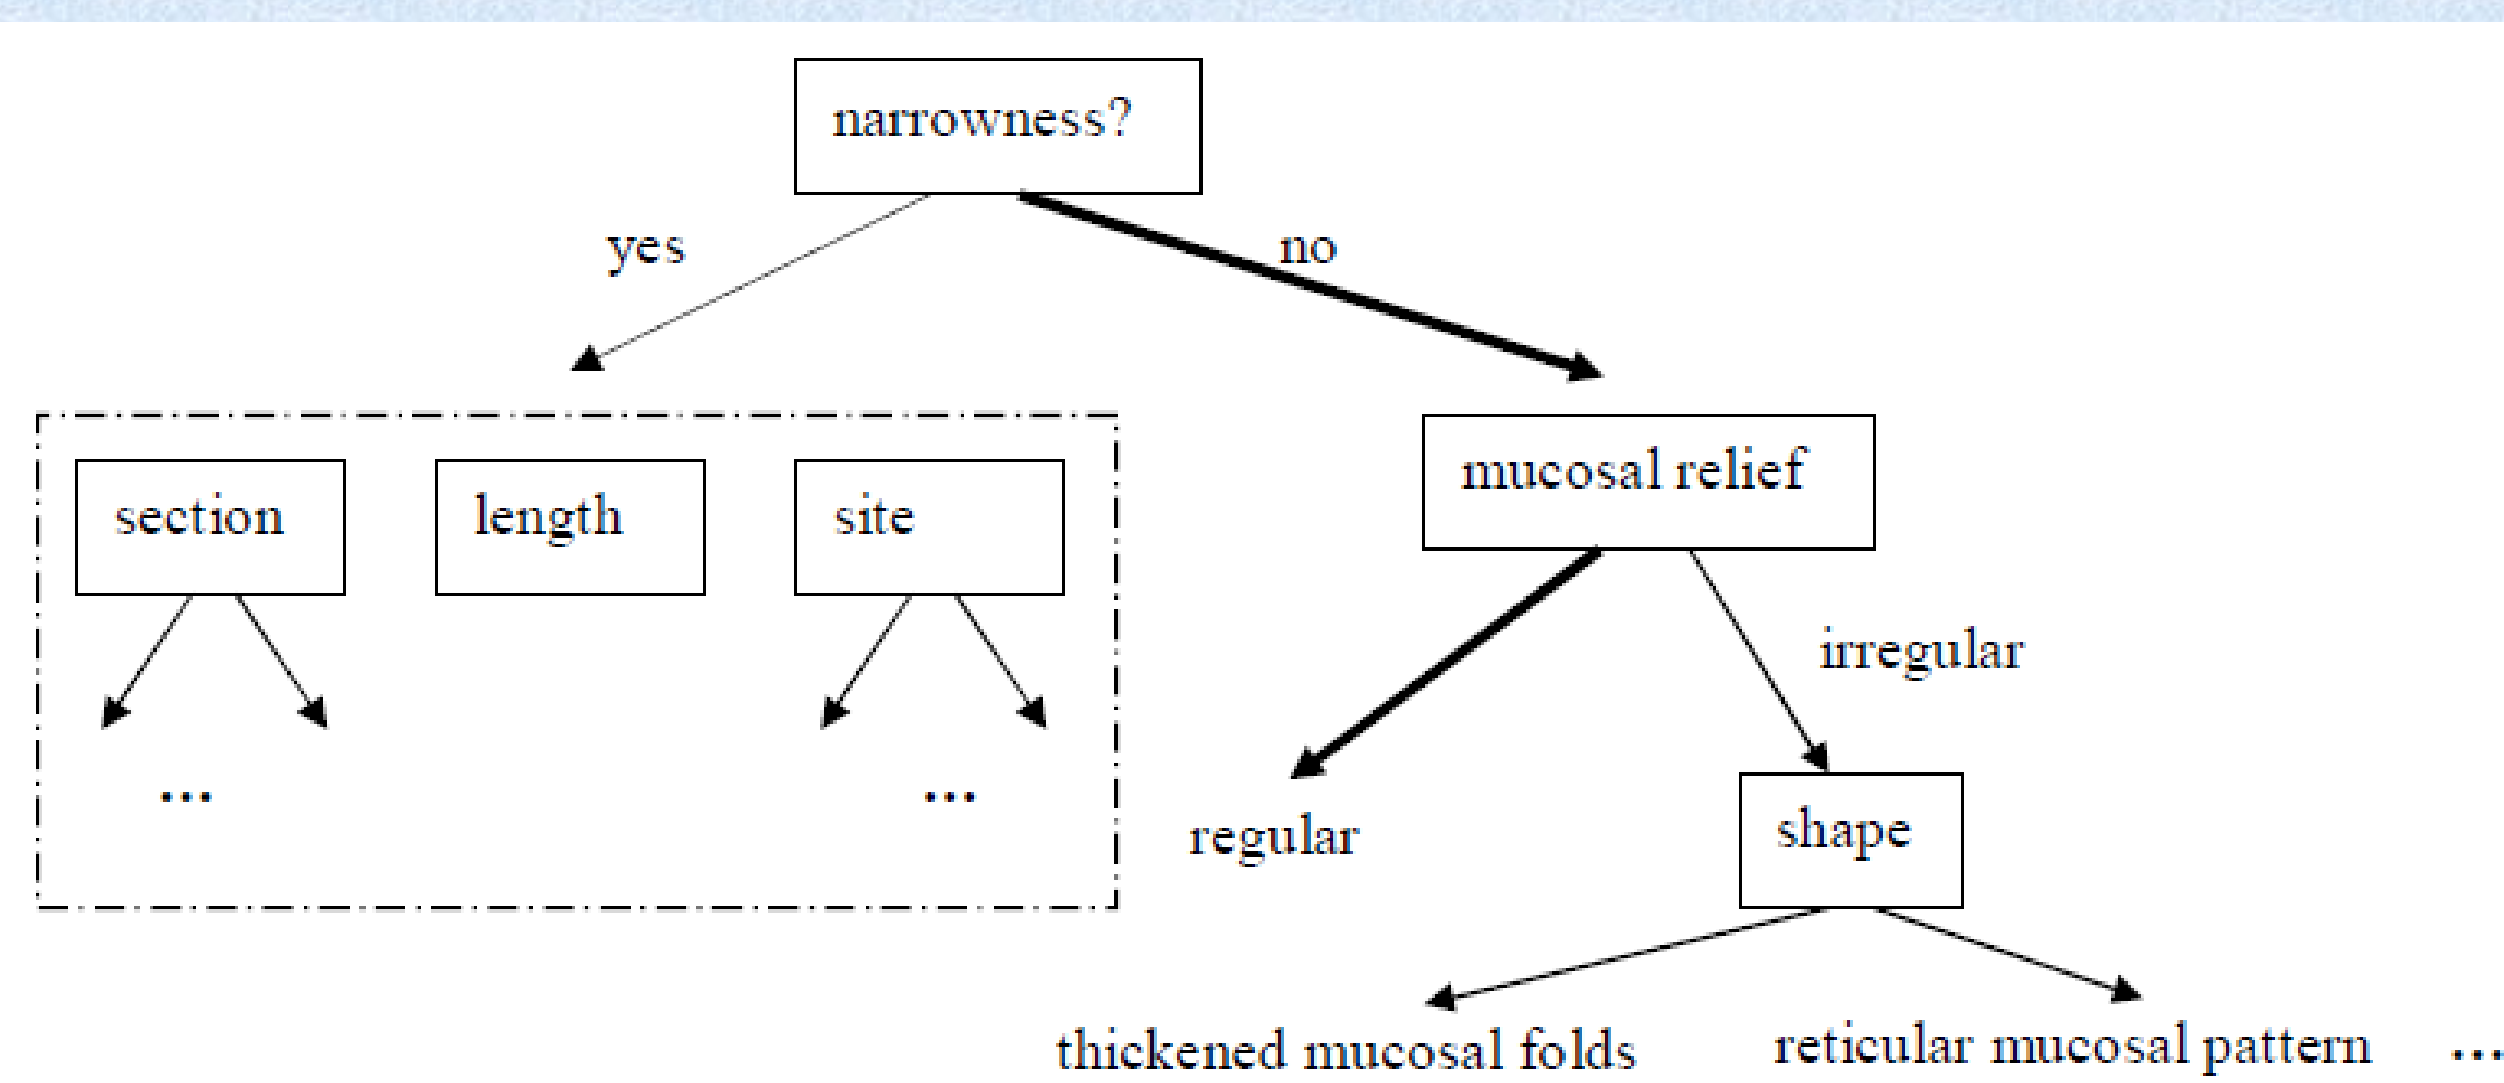 narrowness?
yes
no
section
length
site
mucosal relief
irregular
...
...
regular
shape
thickened mucosal folds
reticular mucosal pattern
...